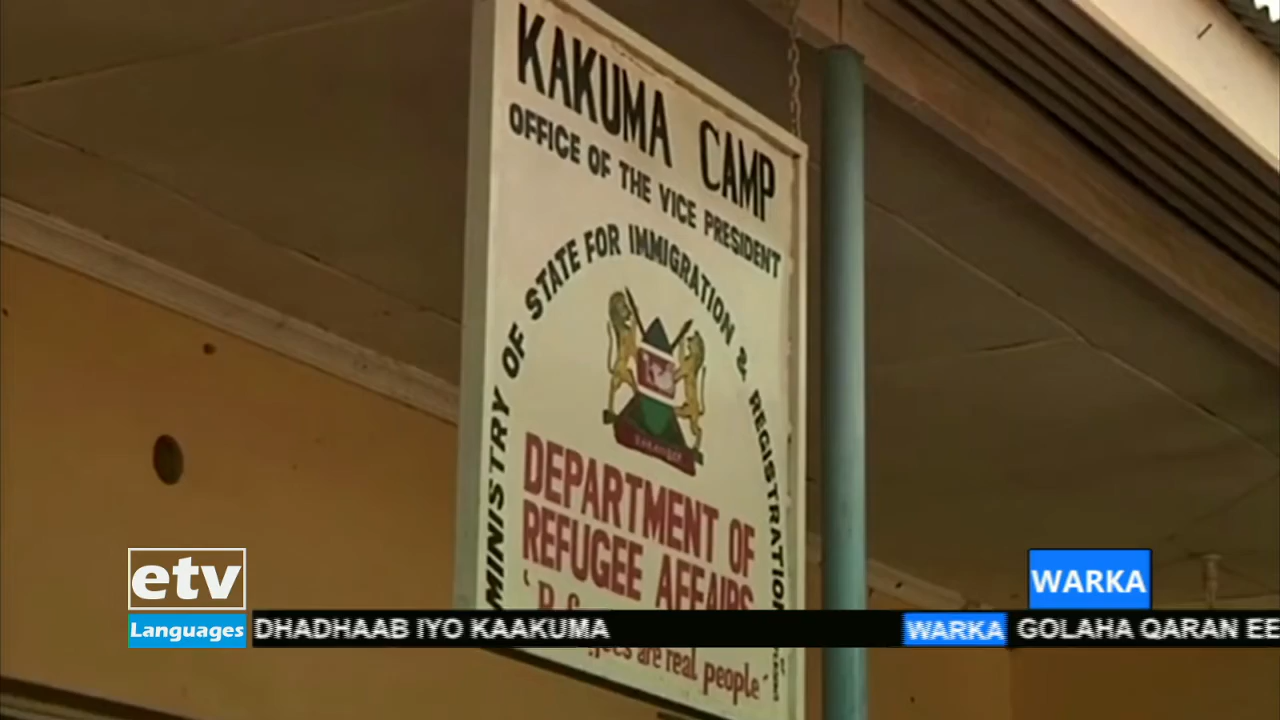 KAKUMA CAMP
OFFICE OF THE VICE PRESIDENT
MINISTRY OF STATE FOR IMMIGRATION & REGISTRATION
DEPARTMENT OF
REFUGEE AFFAIRS
are real people'
etv
Languages
WARKA
DHADHAAB IYO KAAKUMA
WARKA
GOLAHA QARAN EE